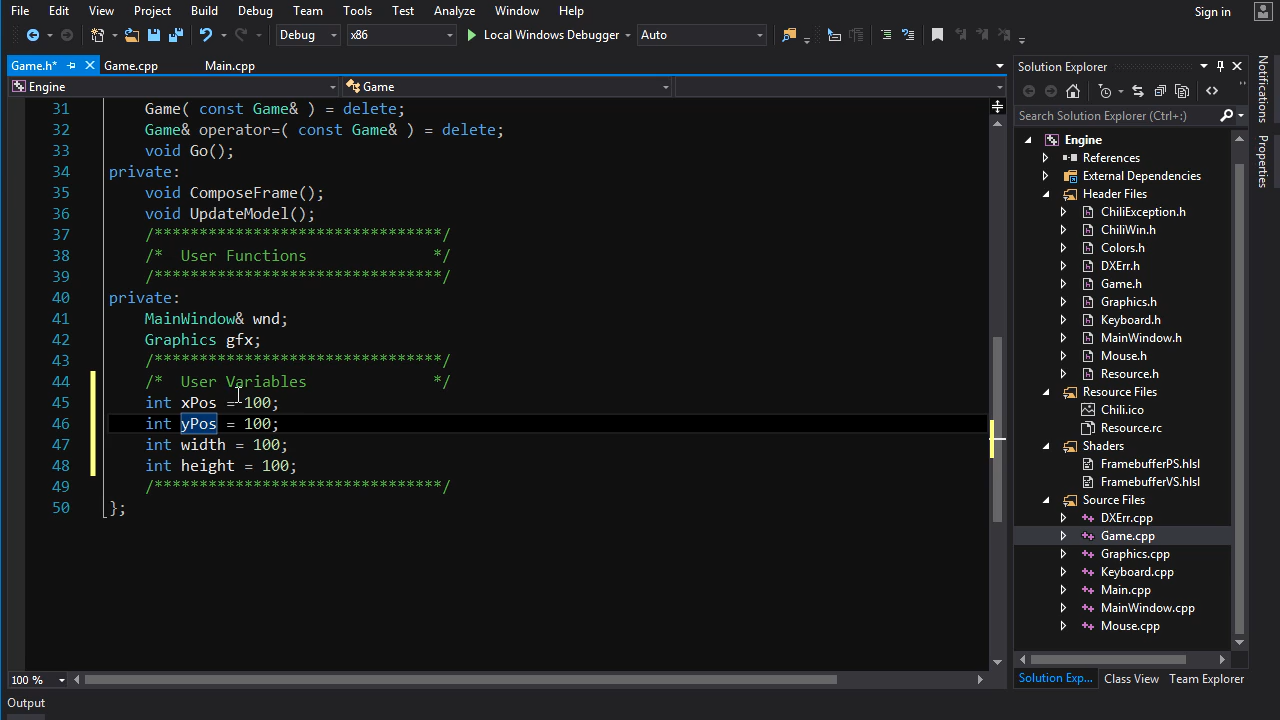 File Edit View Project Build Debug Team Tools Test Analyze Window Help Sign in
Debug x86 Local Windows Debugger Auto
Game.h* Game.cpp Main.cpp
Engine Game
31 Game( const Game& ) = delete;
32 Game& operator=( const Game& ) = delete;
33 void Go();
34 private:
35 void ComposeFrame();
36 void UpdateModel();
37 /********************************/
38 /*  User Functions              */
39 /********************************/
40 private:
41 MainWindow& wnd;
42 Graphics gfx;
43 /********************************/
44 /*  User Variables              */
45 int xPos = 100;
46 int yPos = 100;
47 int width = 100;
48 int height = 100;
49 /********************************/
50 };
100 %
Output
Solution Explorer
Search Solution Explorer (Ctrl+;)
Engine
References
External Dependencies
Header Files
ChiliException.h
ChiliWin.h
Colors.h
DXErr.h
Game.h
Graphics.h
Keyboard.h
MainWindow.h
Mouse.h
Resource.h
Resource Files
Chili.ico
Resource.rc
Shaders
FramebufferPS.hlsl
FramebufferVS.hlsl
Source Files
DXErr.cpp
Game.cpp
Graphics.cpp
Keyboard.cpp
Main.cpp
MainWindow.cpp
Mouse.cpp
Solution Exp... Class View Team Explorer
Notifications
Properties